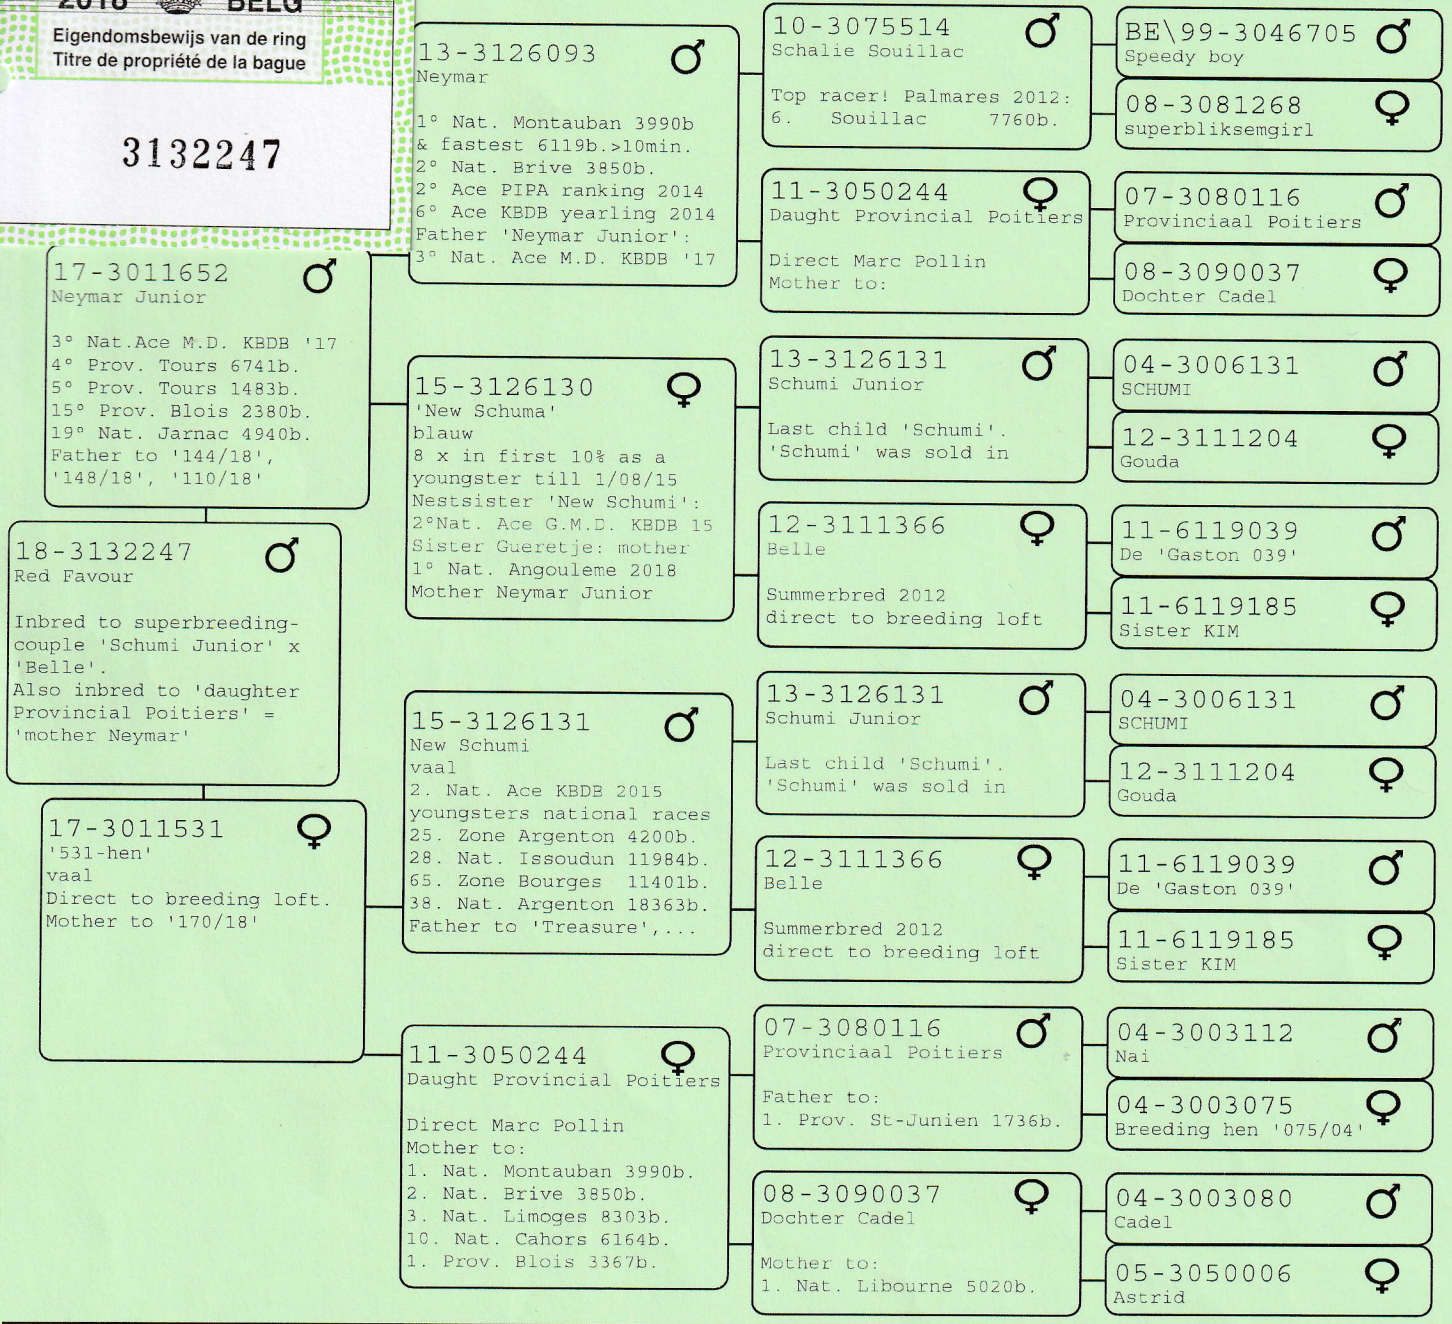 2018 BELG
Eigendomsbewijs van de ring
Titre de propriété de la bague
3132247
17-3011652
Neymar Junior
3° Nat.Ace M.D. KBDB '17
4° Prov. Tours 6741b.
5° Prov. Tours 1483b.
15° Prov. Blois 2380b.
19° Nat. Jarnac 4940b.
Father to '144/18',
'148/18', '110/18'
18-3132247
Red Favour
Inbred to superbreeding-
couple 'Schumi Junior' x
'Belle'.
Also inbred to 'daughter
Provincial Poitiers' =
'mother Neymar'
17-3011531
'531-hen'
vaal
Direct to breeding loft.
Mother to '170/18'
13-3126093
Neymar
1° Nat. Montauban 3990b
& fastest 6119b.>10min.
2° Nat. Brive 3850b.
2° Ace PIPA ranking 2014
6° Ace KBDB yearling 2014
Father 'Neymar Junior':
3° Nat. Ace M.D. KBDB '17
15-3126130
'New Schuma'
blauw
8 x in first 10% as a
youngster till 1/08/15
Nestsister 'New Schumi':
2°Nat. Ace G.M.D. KBDB 15
Sister Gueretje: mother
1° Nat. Angouleme 2018
Mother Neymar Junior
15-3126131
New Schumi
vaal
2. Nat. Ace KBDB 2015
youngsters national races
25. Zone Argenton 4200b.
28. Nat. Issoudun 11984b.
65. Zone Bourges 11401b.
38. Nat. Argenton 18363b.
Father to 'Treasure',...
11-3050244
Daught Provincial Poitiers
Direct Marc Pollin
Mother to:
1. Nat. Montauban 3990b.
2. Nat. Brive 3850b.
3. Nat. Limoges 8303b.
10. Nat. Cahors 6164b.
1. Prov. Blois 3367b.
10-3075514
Schalie Souillac
Top racer! Palmares 2012:
6. Souillac 7760b.
11-3050244
Daught Provincial Poitiers
Direct Marc Pollin
Mother to:
13-3126131
Schumi Junior
Last child 'Schumi'.
'Schumi' was sold in
12-3111366
Belle
Summerbred 2012
direct to breeding loft
13-3126131
Schumi Junior
Last child 'Schumi'.
'Schumi' was sold in
12-3111366
Belle
Summerbred 2012
direct to breeding loft
07-3080116
Provinciaal Poitiers
Father to:
1. Prov. St-Junien 1736b.
08-3090037
Dochter Cadel
Mother to:
1. Nat. Libourne 5020b.
BE\99-3046705
Speedy boy
08-3081268
superbliksemgirl
07-3080116
Provinciaal Poitiers
08-3090037
Dochter Cadel
04-3006131
SCHUMI
12-3111204
Gouda
11-6119039
De 'Gaston 039'
11-6119185
Sister KIM
04-3006131
SCHUMI
12-3111204
Gouda
11-6119039
De 'Gaston 039'
11-6119185
Sister KIM
04-3003112
Nai
04-3003075
Breeding hen '075/04'
04-3003080
Cadel
05-3050006
Astrid